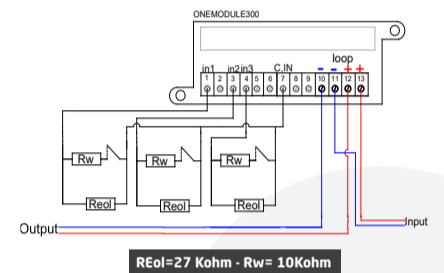 ONEMODULE300
loop
in1 in2 in3 C,IN - - + +
1 2 3 4 5 6 7 8 9 10 11 12 13
Rw Rw Rw
Reol Reol Reol
Output Input
REol=27 Kohm - Rw= 10Kohm